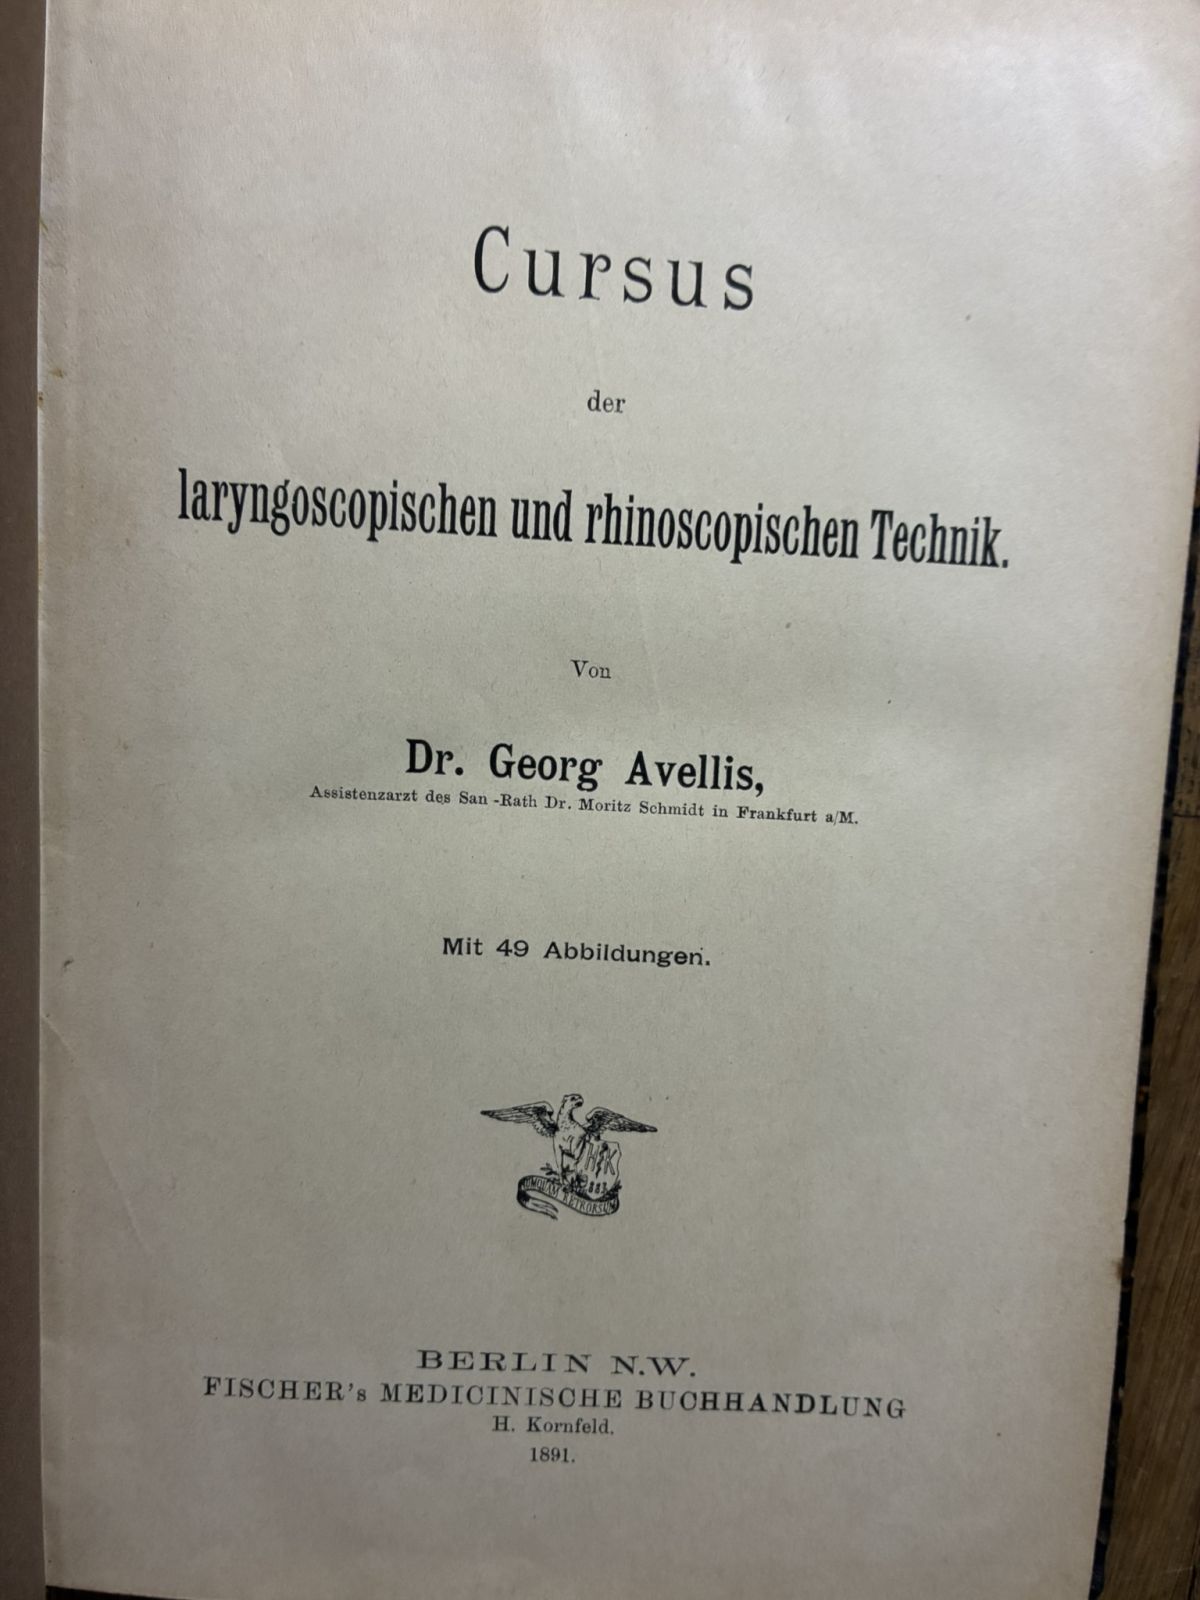 Cursus
der
laryngoscopischen und rhinoscopischen Technik.
Von
Dr. Georg Avellis,
Assistenzarzt des San -Rath Dr. Moritz Schmidt in Frankfurt a/M.
Mit 49 Abbildungen.
H K
RETRORSUM
BERLIN N.W.
FISCHER's MEDICINISCHE BUCHHANDLUNG
H. Kornfeld.
1891.